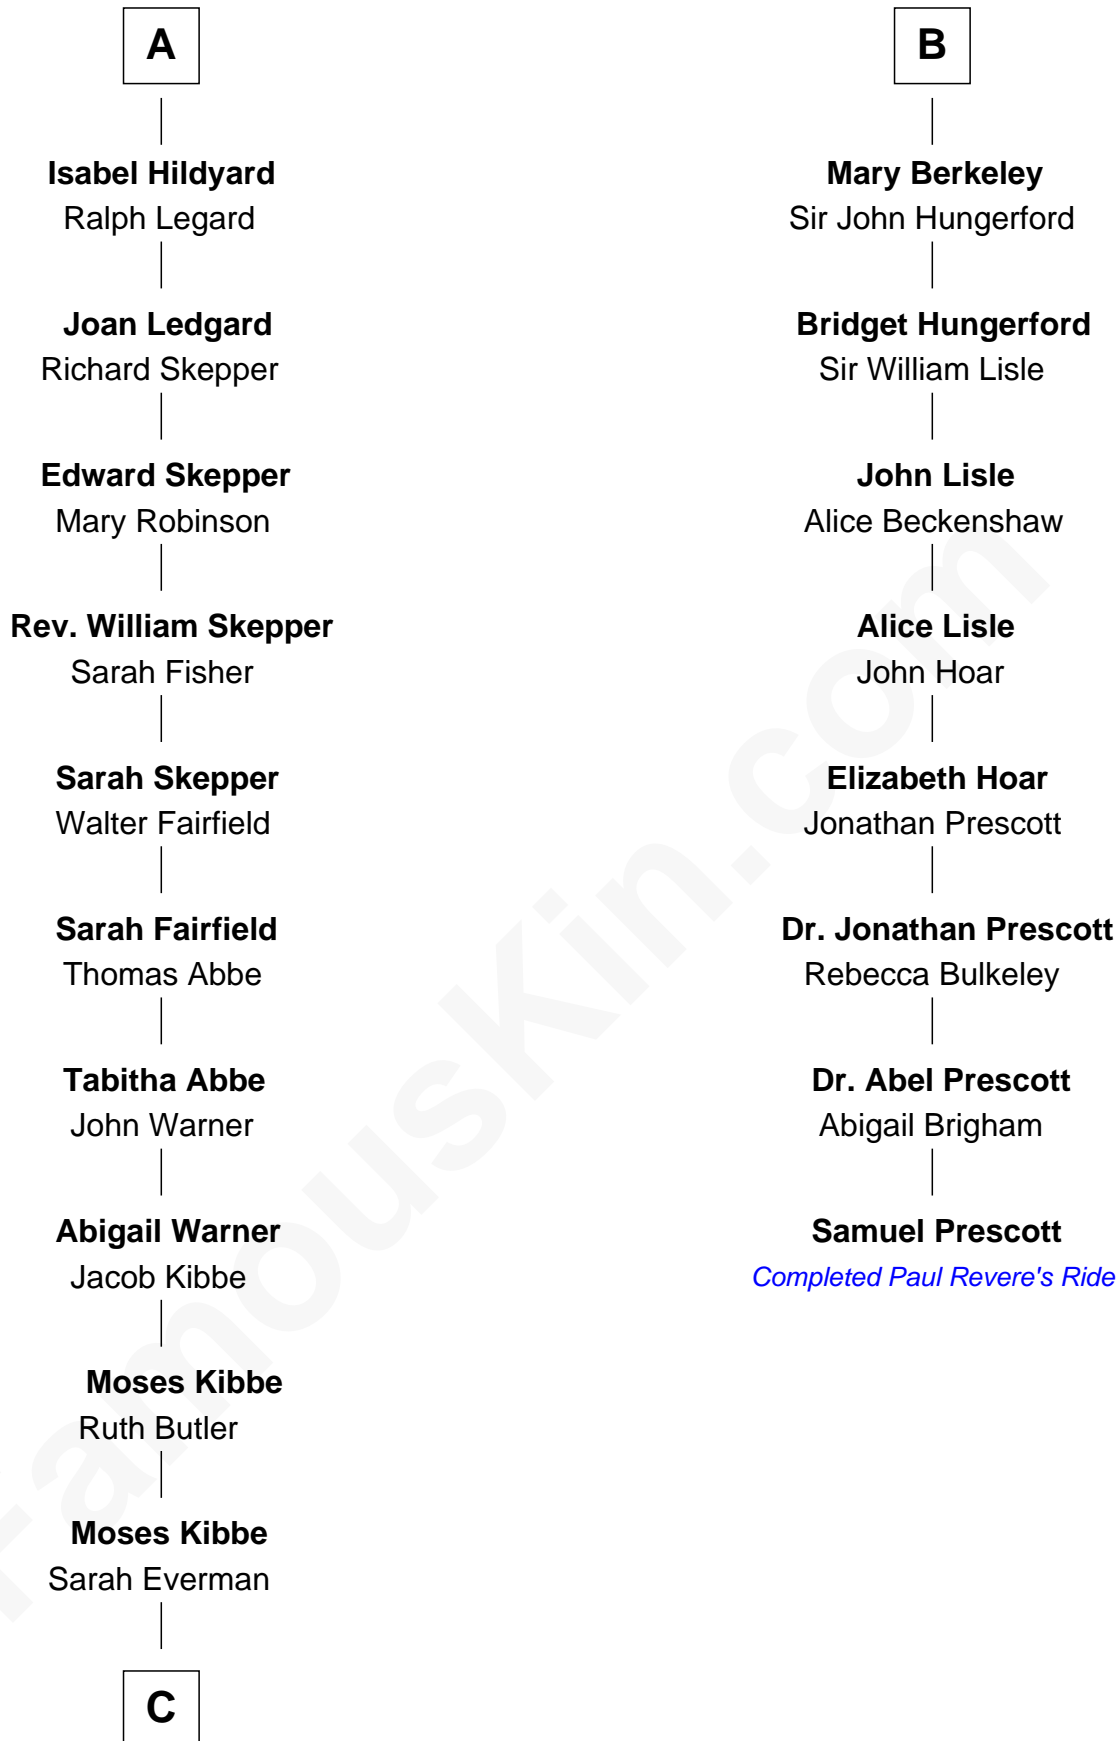 A
Isabel Hildyard
Ralph Legard
Joan Ledgard
Richard Skepper
Edward Skepper
Mary Robinson
Rev. William Skepper
Sarah Fisher
Sarah Skepper
Walter Fairfield
Sarah Fairfield
Thomas Abbe
Tabitha Abbe
John Warner
Abigail Warner
Jacob Kibbe
Moses Kibbe
Ruth Butler
Moses Kibbe
Sarah Everman
C
B
Mary Berkeley
Sir John Hungerford
Bridget Hungerford
Sir William Lisle
John Lisle
Alice Beckenshaw
Alice Lisle
John Hoar
Elizabeth Hoar
Jonathan Prescott
Dr. Jonathan Prescott
Rebecca Bulkeley
Dr. Abel Prescott
Abigail Brigham
Samuel Prescott
Completed Paul Revere's Ride
FamousKin.com